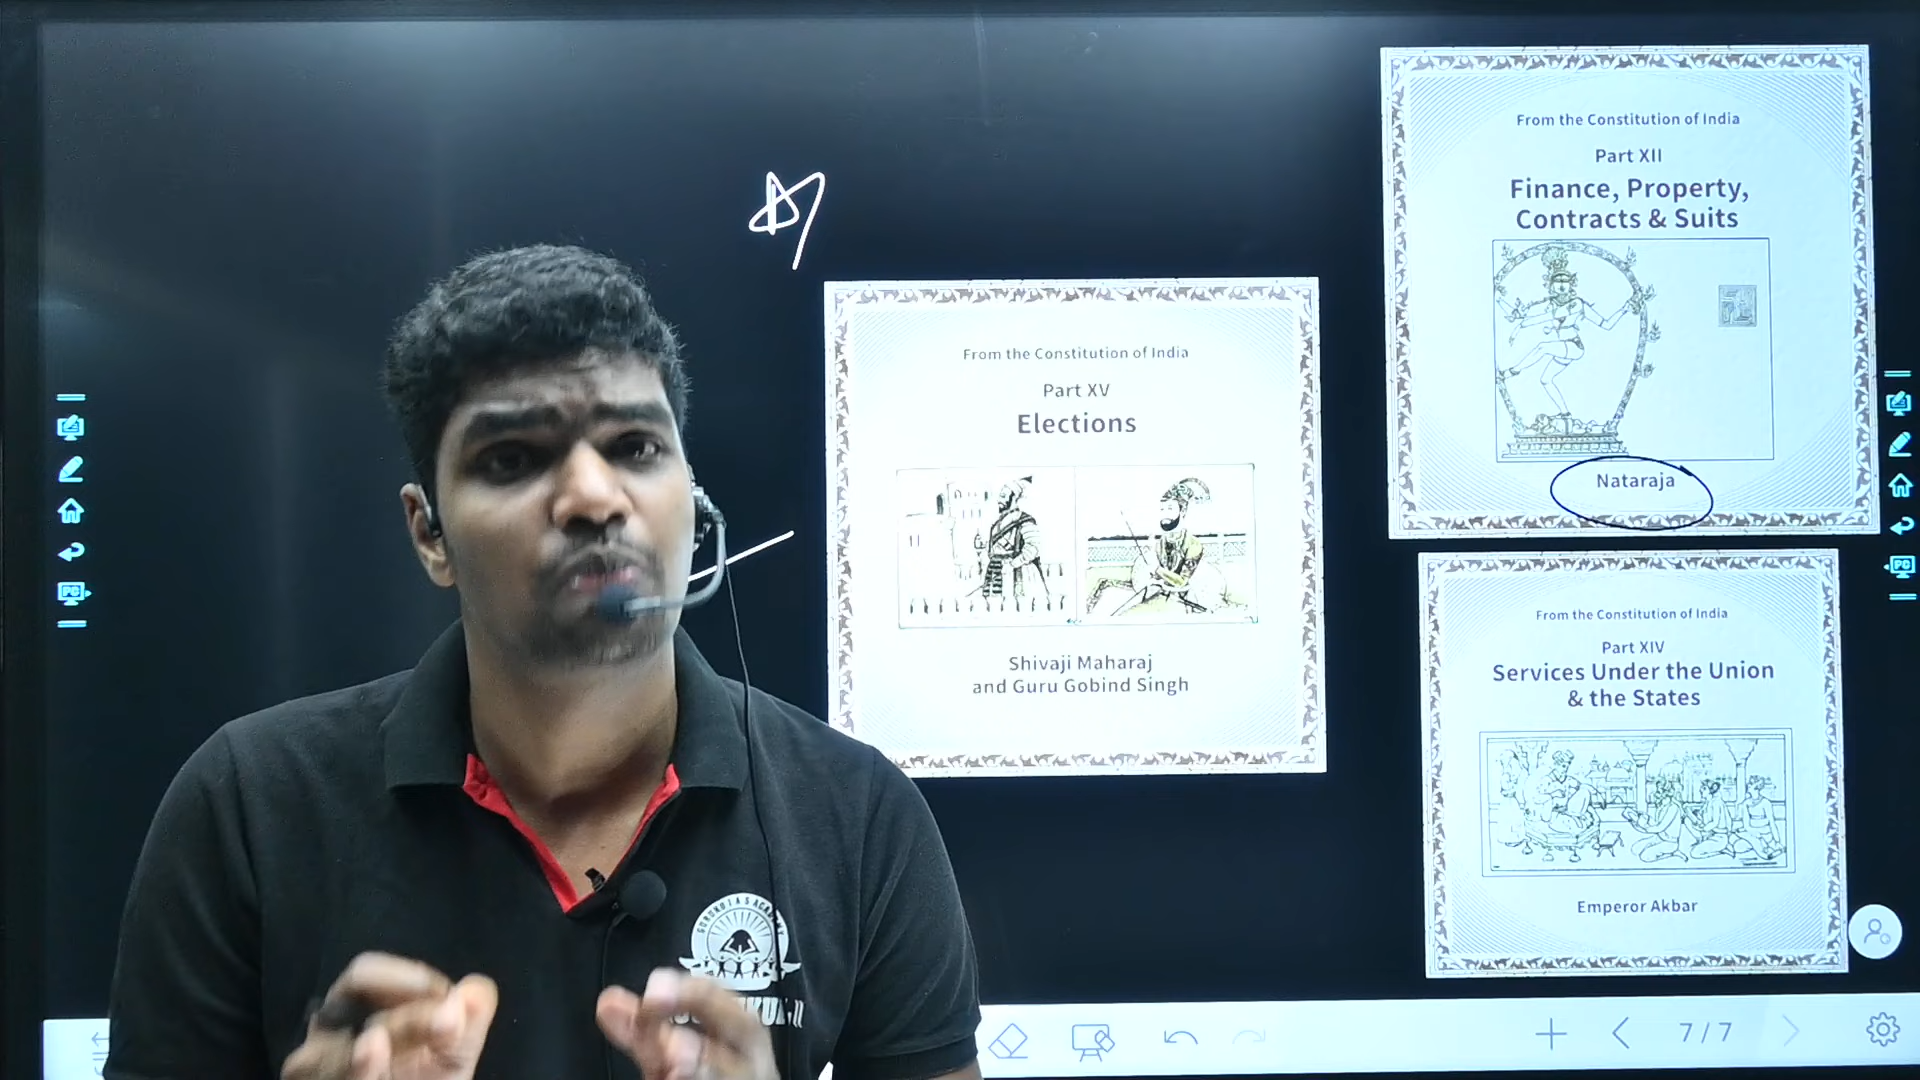 From the Constitution of India
Part XII
Finance, Property,
Contracts & Suits
Nataraja
From the Constitution of India
Part XV
Elections
Shivaji Maharaj
and Guru Gobind Singh
From the Constitution of India
Part XIV
Services Under the Union
& the States
Emperor Akbar
PC
PC
7/7